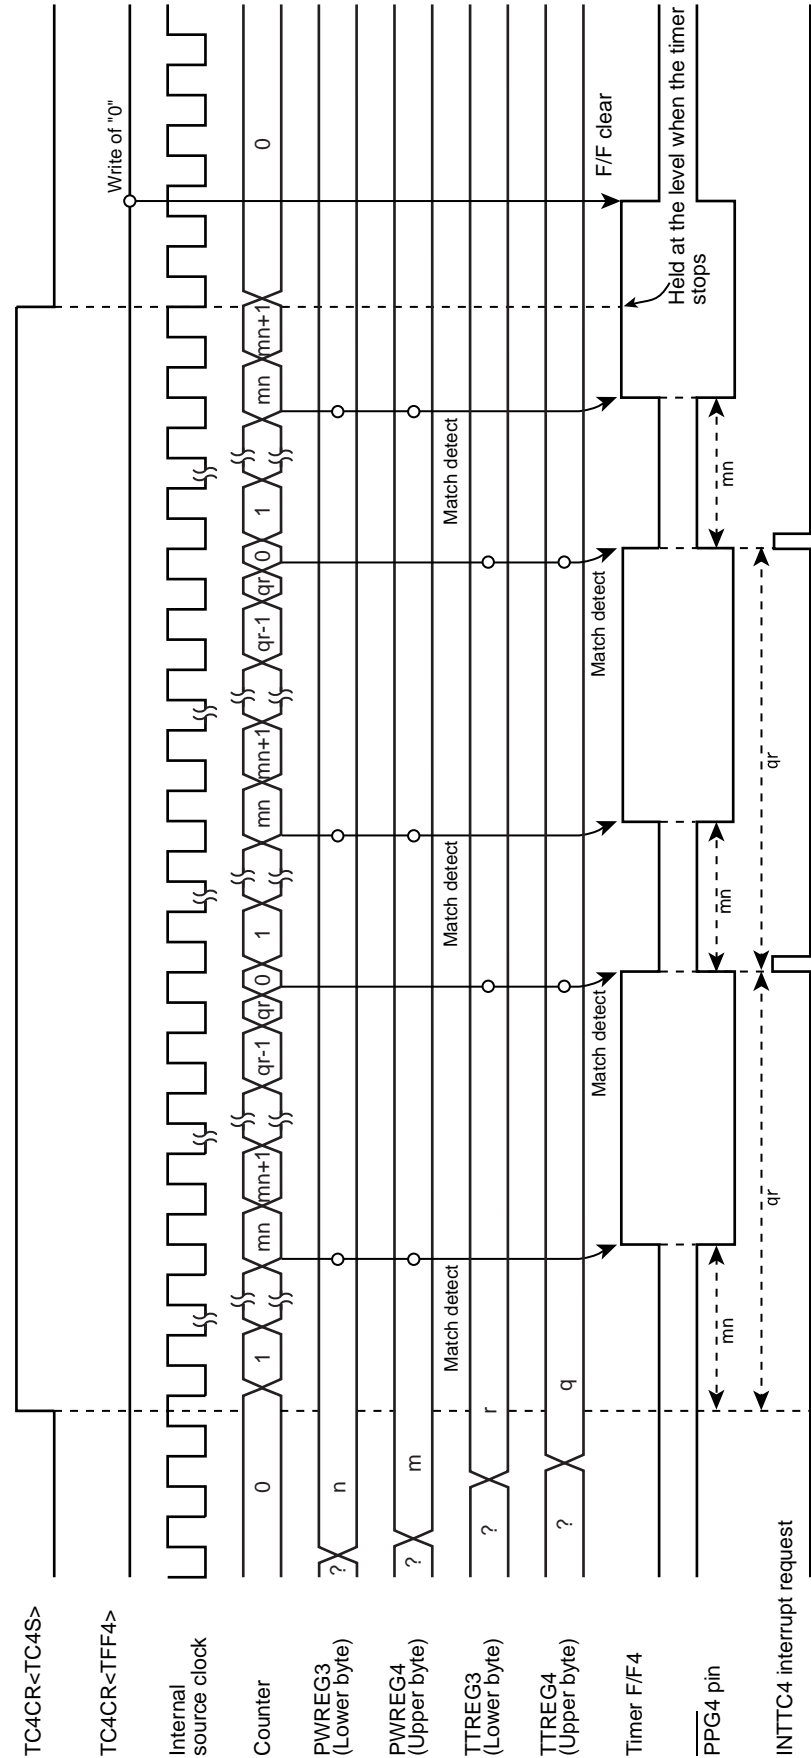 TC4CR<TC4S>
TC4CR<TFF4>
Write of "0"
Internal
source clock
Counter
0
1
mn
mn+1
qr-1
qr
0
1
mn
mn+1
qr-1
qr
0
1
mn
mn+1
0
PWREG3
(Lower byte)
?
n
PWREG4
(Upper byte)
?
m
Match detect
Match detect
Match detect
TTREG3
(Lower byte)
?
r
TTREG4
(Upper byte)
?
q
Match detect
Match detect
F/F clear
Timer F/F4
Held at the level when the timer
stops
PPG4 pin
mn
mn
mn
qr
qr
INTTC4 interrupt request